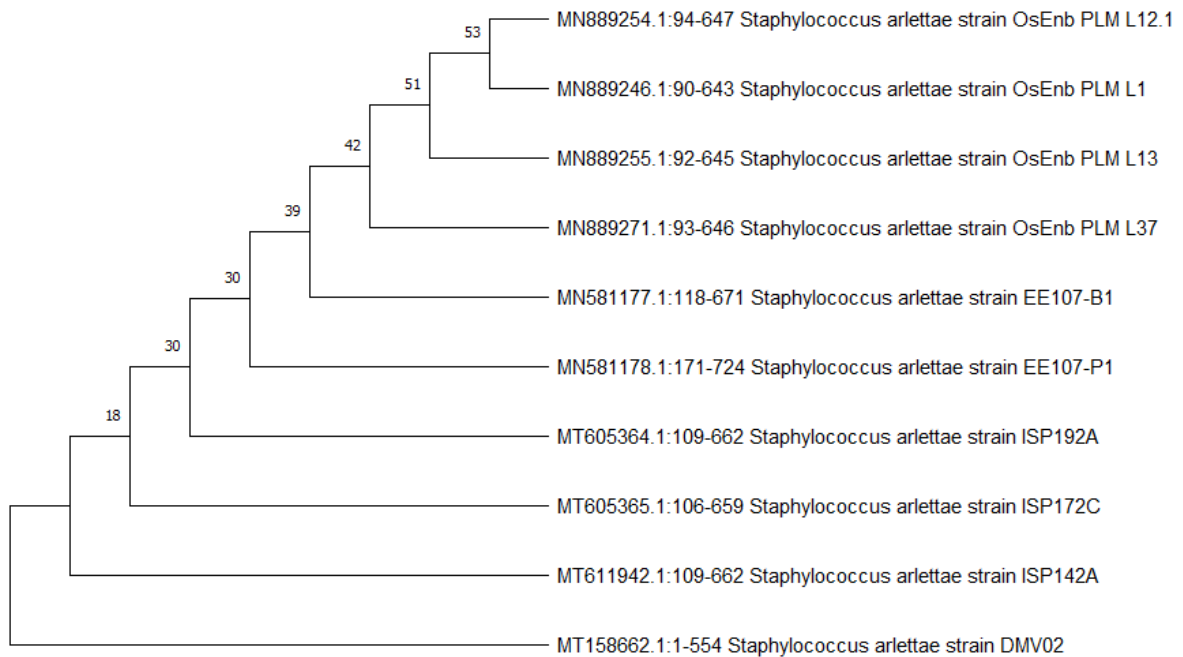 MN889254.1:94-647 Staphylococcus arlettae strain OsEnb PLM L12.1
53
MN889246.1:90-643 Staphylococcus arlettae strain OsEnb PLM L1
51
MN889255.1:92-645 Staphylococcus arlettae strain OsEnb PLM L13
42
MN889271.1:93-646 Staphylococcus arlettae strain OsEnb PLM L37
39
MN581177.1:118-671 Staphylococcus arlettae strain EE107-B1
30
MN581178.1:171-724 Staphylococcus arlettae strain EE107-P1
30
MT605364.1:109-662 Staphylococcus arlettae strain ISP192A
18
MT605365.1:106-659 Staphylococcus arlettae strain ISP172C
MT611942.1:109-662 Staphylococcus arlettae strain ISP142A
MT158662.1:1-554 Staphylococcus arlettae strain DMV02